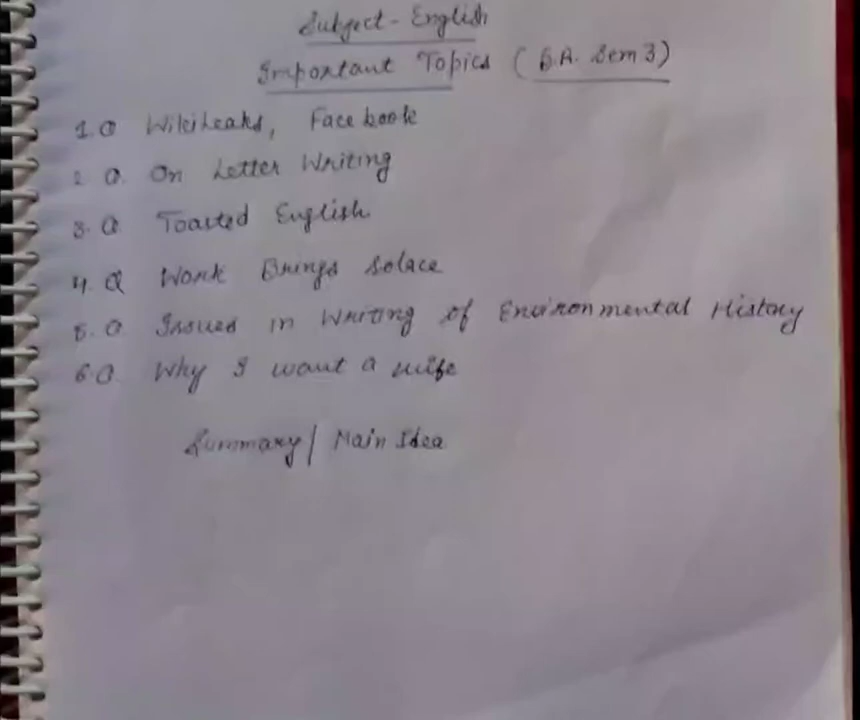 Subject - English
Important Topics (B.A. Sem 3)
1.Q WikiLeaks, Facebook
2 Q. On Letter Writing
3. Q Toasted English
4. Q Work Brings Solace
5. Q Issues in Writing of Environmental History
6.Q. Why I want a wife
Summary / Main Idea